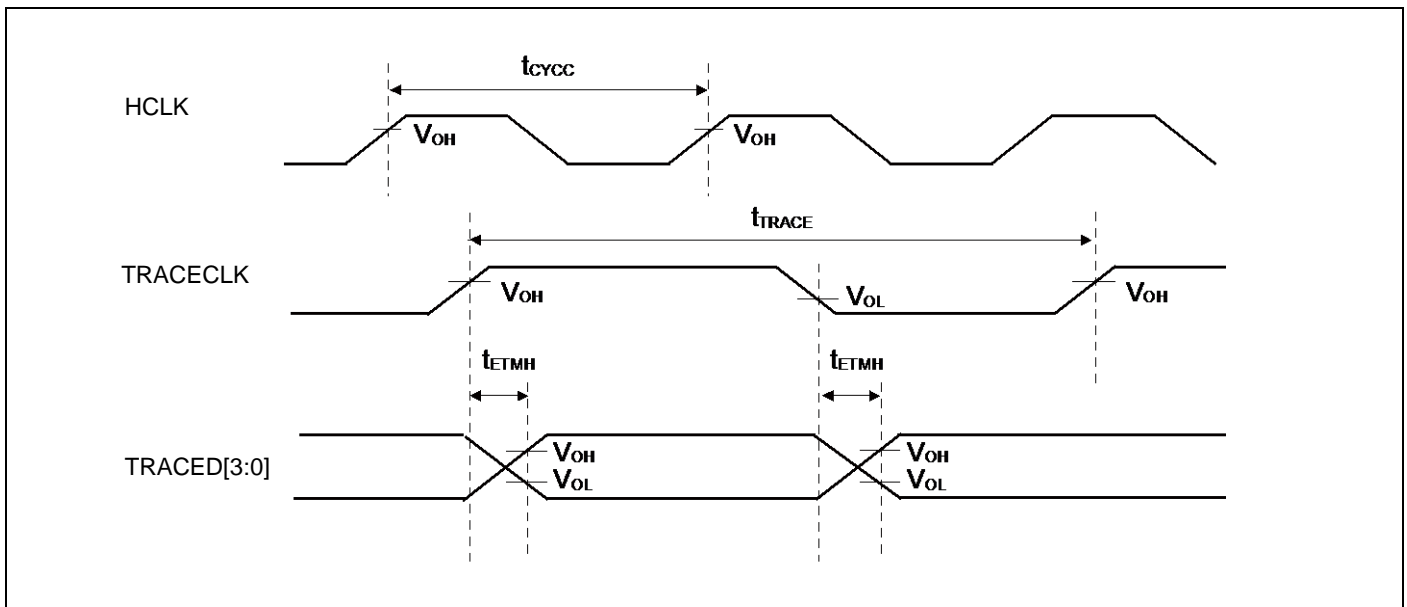 tCYCC
HCLK
VOH VOH
tTRACE
TRACECLK
VOH VOL VOH
tETMH tETMH
TRACED[3:0]
VOH VOH
VOL VOL